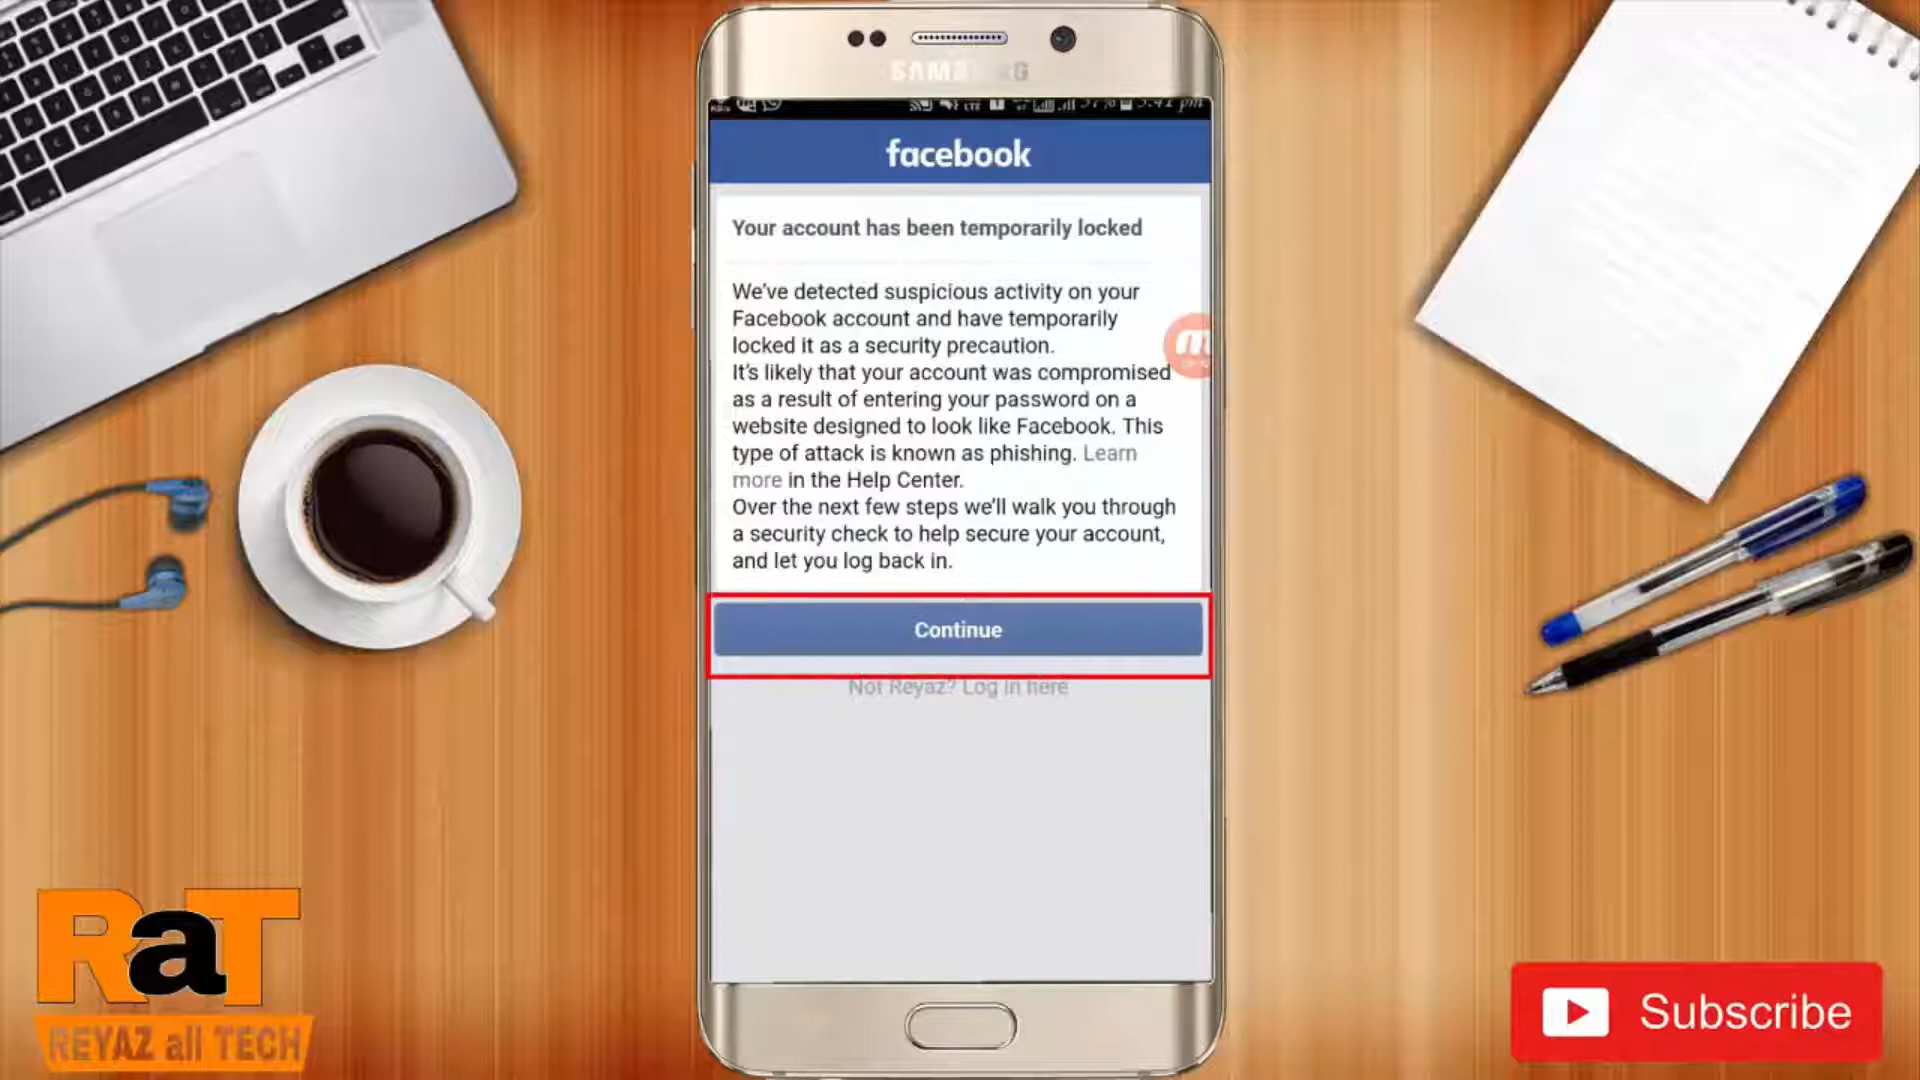 SAMSUNG
5:41 pm
facebook
Your account has been temporarily locked
We've detected suspicious activity on your
Facebook account and have temporarily
locked it as a security precaution.
It's likely that your account was compromised
as a result of entering your password on a
website designed to look like Facebook. This
type of attack is known as phishing. Learn
more in the Help Center.
Over the next few steps we'll walk you through
a security check to help secure your account,
and let you log back in.
Continue
Not Reyaz? Log in here
RaT
REYAZ all TECH
Subscribe